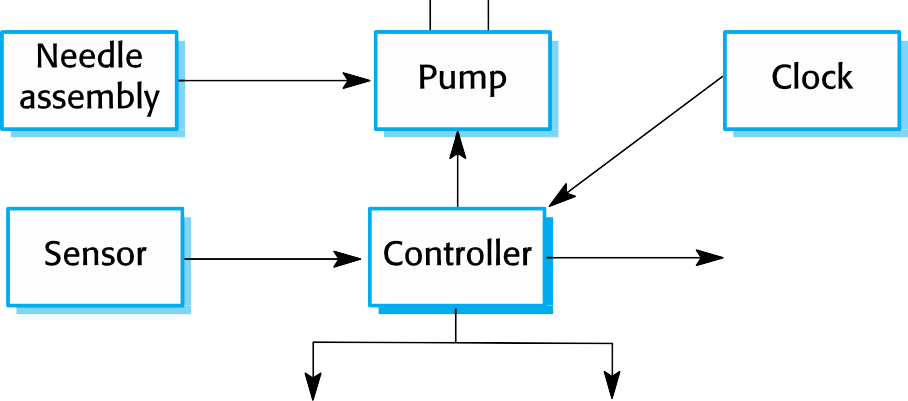 Needle
assembly
Pump
Clock
Sensor
Controller